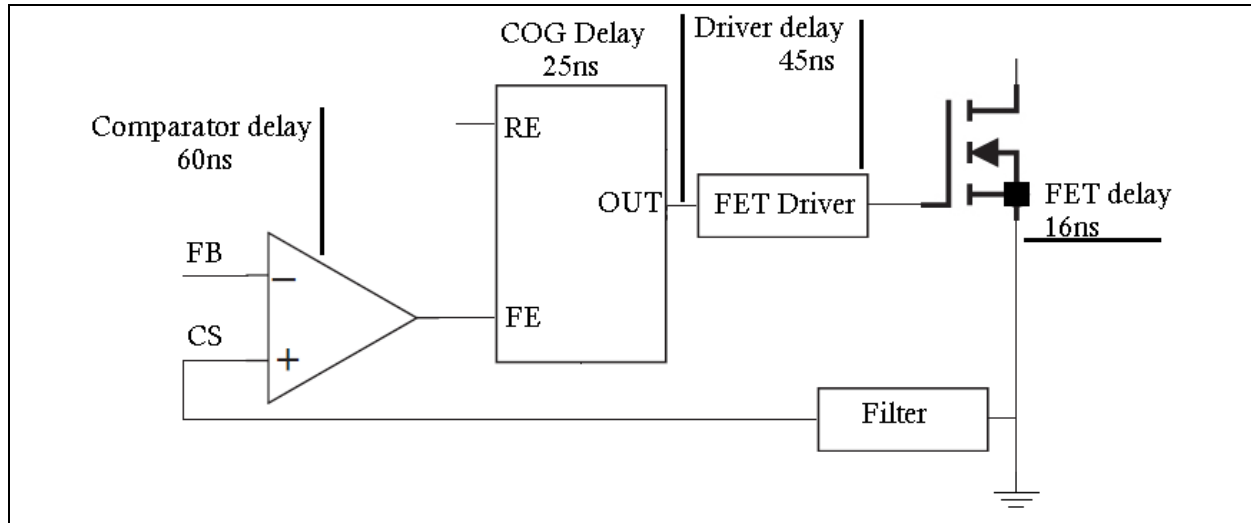 COG Delay
25ns
Driver delay
45ns
Comparator delay
60ns
RE
OUT
FET Driver
FET delay
16ns
FB
−
CS
+
FE
Filter